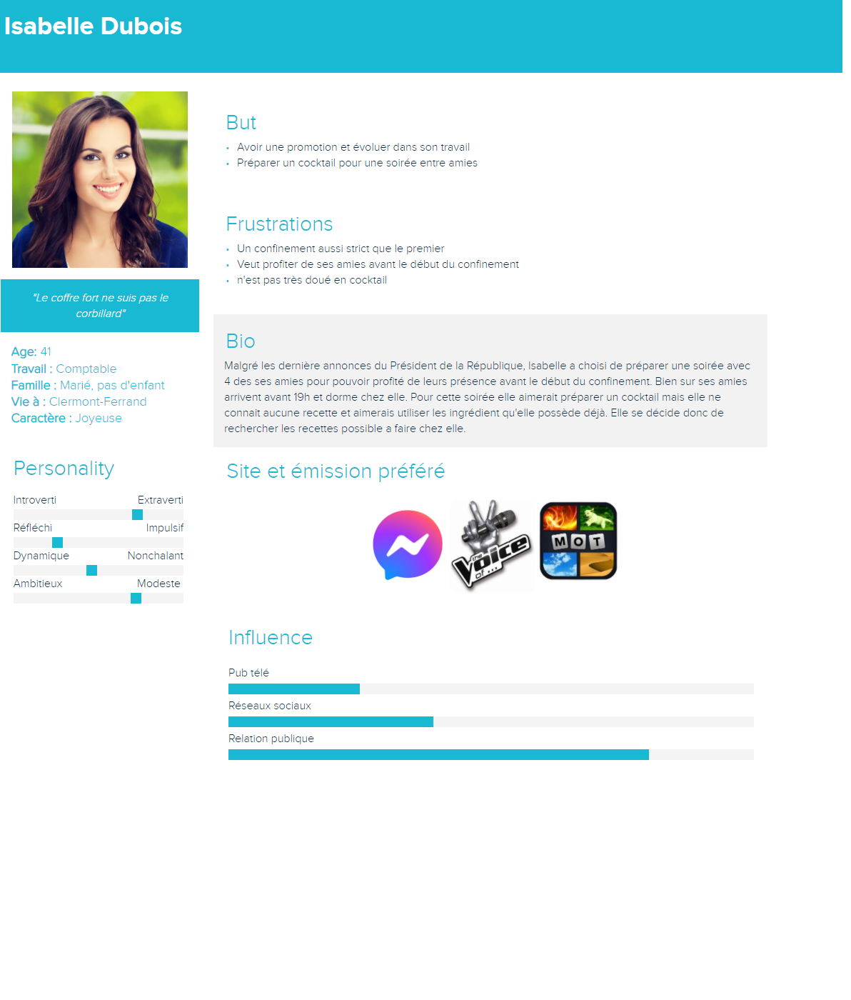 Isabelle Dubois
"Le coffre fort ne suis pas le
corbillard"
Age: 41
Travail : Comptable
Famille : Marié, pas d'enfant
Vie à : Clermont-Ferrand
Caractère : Joyeuse
Personality
Introverti Extraverti
Réfléchi Impulsif
Dynamique Nonchalant
Ambitieux Modeste
But
• Avoir une promotion et évoluer dans son travail
• Préparer un cocktail pour une soirée entre amies
Frustrations
• Un confinement aussi strict que le premier
• Veut profiter de ses amies avant le début du confinement
• n'est pas très doué en cocktail
Bio
Malgré les dernière annonces du Président de la République, Isabelle a choisi de préparer une soirée avec
4 des ses amies pour pouvoir profité de leurs présence avant le début du confinement. Bien sur ses amies
arrivent avant 19h et dorme chez elle. Pour cette soirée elle aimerait préparer un cocktail mais elle ne
connait aucune recette et aimerais utiliser les ingrédient qu'elle possède déjà. Elle se décide donc de
rechercher les recettes possible a faire chez elle.
Site et émission préféré
the
Voice
of...
MOT
Influence
Pub télé
Réseaux sociaux
Relation publique